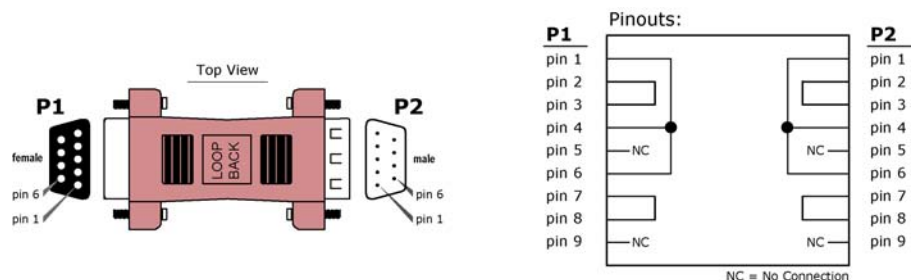 Top View
P1
P2
female
male
LOOP
BACK
pin 6
pin 1
pin 6
pin 1
Pinouts:
P1
P2
pin 1
pin 1
pin 2
pin 2
pin 3
pin 3
pin 4
pin 4
pin 5
NC
NC
pin 5
pin 6
pin 6
pin 7
pin 7
pin 8
pin 8
pin 9
NC
NC
pin 9
NC = No Connection